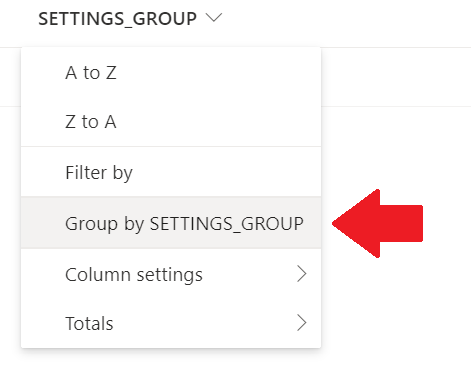 SETTINGS_GROUP
A to Z
Z to A
Filter by
Group by SETTINGS_GROUP
Column settings
Totals